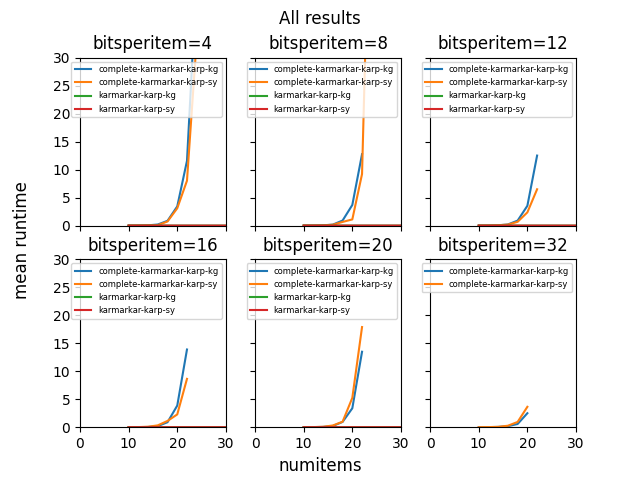 All results
bitsperitem=4 bitsperitem=8 bitsperitem=12
30
25
20
15
10
5
0
complete-karmarkar-karp-kg
complete-karmarkar-karp-sy
karmarkar-karp-kg
karmarkar-karp-sy
complete-karmarkar-karp-kg
complete-karmarkar-karp-sy
karmarkar-karp-kg
karmarkar-karp-sy
complete-karmarkar-karp-kg
complete-karmarkar-karp-sy
karmarkar-karp-kg
karmarkar-karp-sy
mean runtime
bitsperitem=16 bitsperitem=20 bitsperitem=32
30
25
20
15
10
5
0
complete-karmarkar-karp-kg
complete-karmarkar-karp-sy
karmarkar-karp-kg
karmarkar-karp-sy
complete-karmarkar-karp-kg
complete-karmarkar-karp-sy
karmarkar-karp-kg
karmarkar-karp-sy
complete-karmarkar-karp-kg
complete-karmarkar-karp-sy
0 10 20 30 0 10 20 30 0 10 20 30
numitems